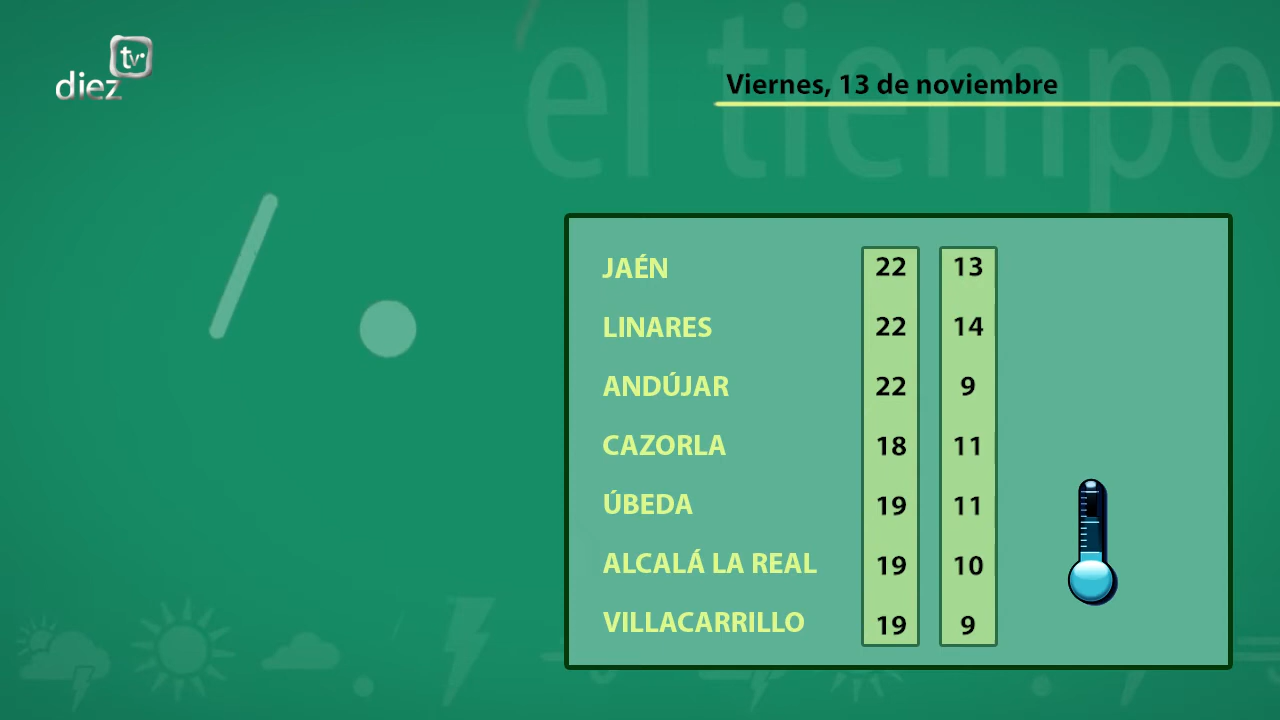 diez tv
el tiempo
Viernes, 13 de noviembre
JAÉN 22 13
LINARES 22 14
ANDÚJAR 22 9
CAZORLA 18 11
ÚBEDA 19 11
ALCALÁ LA REAL 19 10
VILLACARRILLO 19 9